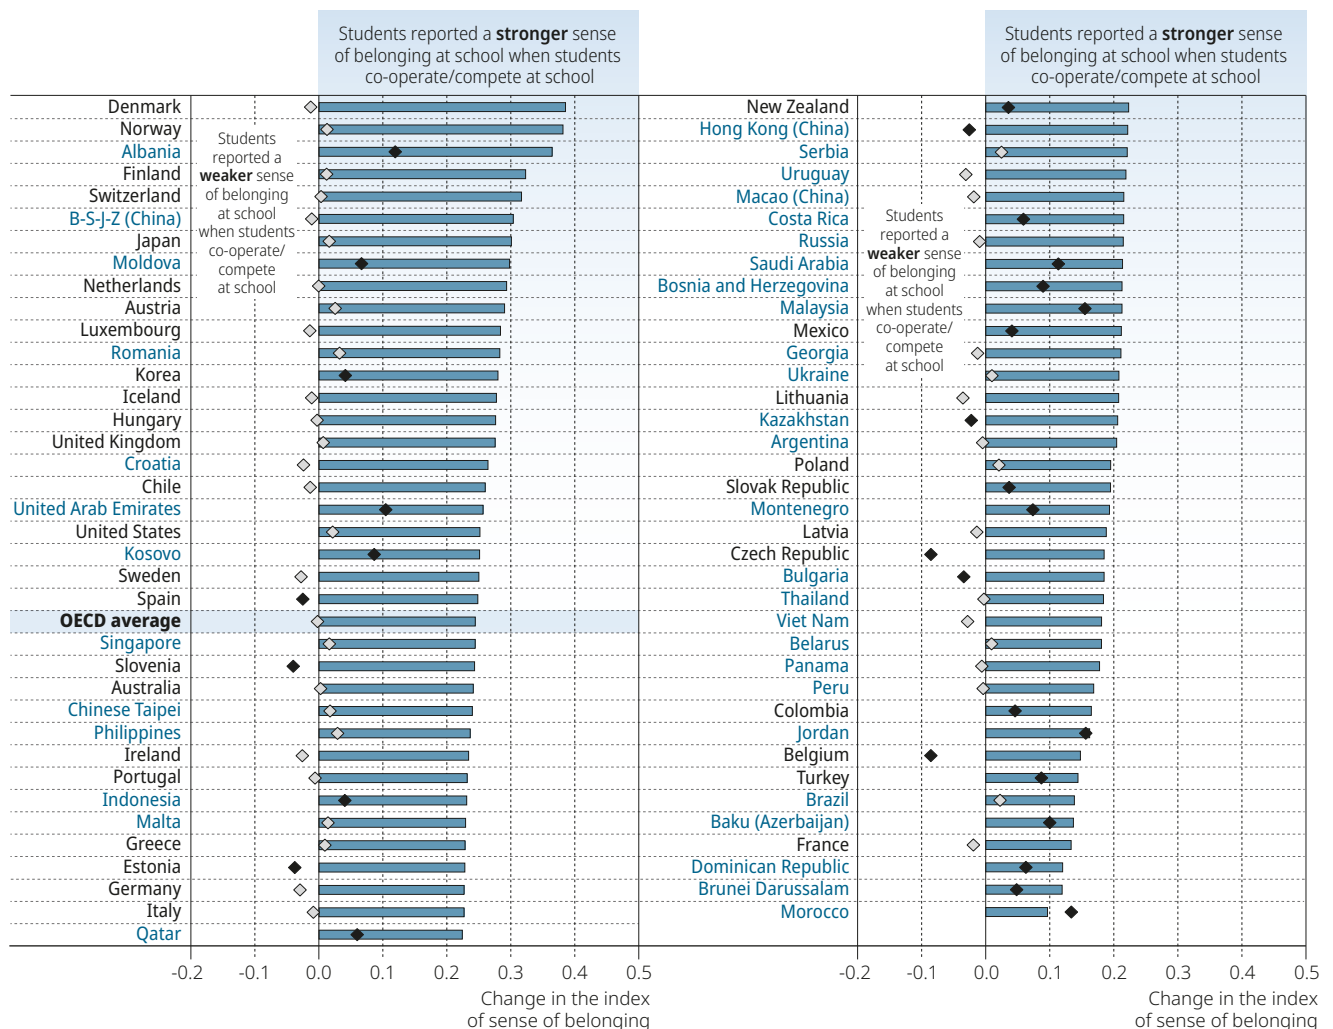 Students reported a stronger sense
of belonging at school when students
co-operate/compete at school
Students
reported a
weaker sense
of belonging
at school
when students
co-operate/
compete
at school
Denmark
Norway
Albania
Finland
Switzerland
B-S-J-Z (China)
Japan
Moldova
Netherlands
Austria
Luxembourg
Romania
Korea
Iceland
Hungary
United Kingdom
Croatia
Chile
United Arab Emirates
United States
Kosovo
Sweden
Spain
OECD average
Singapore
Slovenia
Australia
Chinese Taipei
Philippines
Ireland
Portugal
Indonesia
Malta
Greece
Estonia
Germany
Italy
Qatar
-0.2 -0.1 0.0 0.1 0.2 0.3 0.4 0.5
Change in the index
of sense of belonging
Students reported a stronger sense
of belonging at school when students
co-operate/compete at school
Students
reported a
weaker sense
of belonging
at school
when students
co-operate/
compete
at school
New Zealand
Hong Kong (China)
Serbia
Uruguay
Macao (China)
Costa Rica
Russia
Saudi Arabia
Bosnia and Herzegovina
Malaysia
Mexico
Georgia
Ukraine
Lithuania
Kazakhstan
Argentina
Poland
Slovak Republic
Montenegro
Latvia
Czech Republic
Bulgaria
Thailand
Viet Nam
Belarus
Panama
Peru
Colombia
Jordan
Belgium
Turkey
Brazil
Baku (Azerbaijan)
France
Dominican Republic
Brunei Darussalam
Morocco
-0.2 -0.1 0.0 0.1 0.2 0.3 0.4 0.5
Change in the index
of sense of belonging